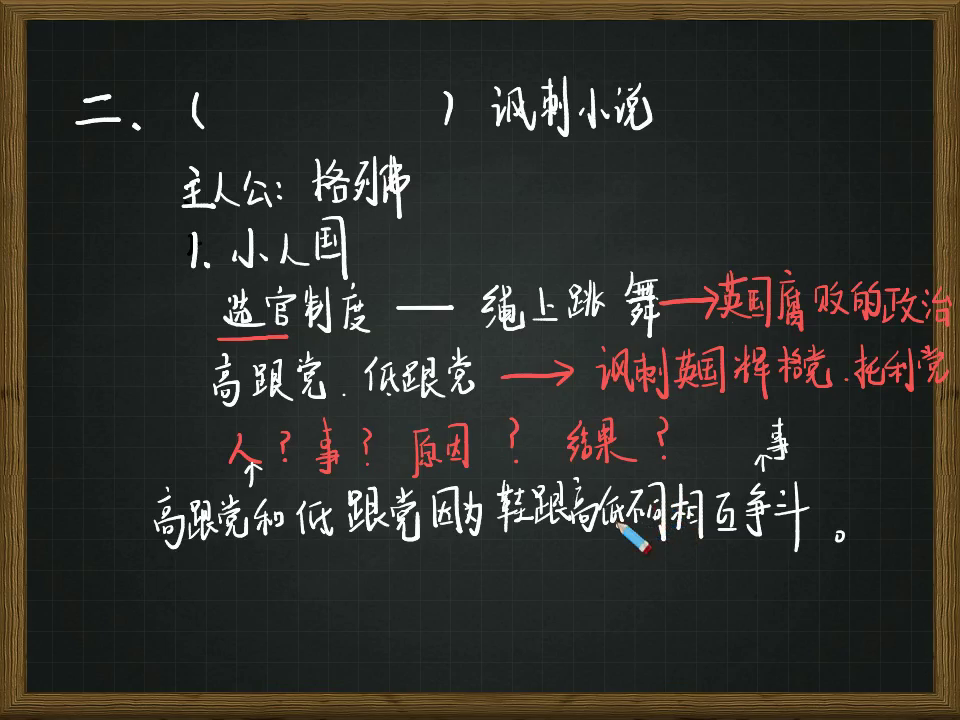 二、（ ）讽刺小说
主人公：格列弗
1. 小人国
选官制度 — 绳上跳舞→英国腐败的政治
高跟党.低跟党 → 讽刺英国辉格党.托利党
人？事？原因？结果？
↑ ↑事
高跟党和低跟党因为鞋跟高低不同相互争斗。